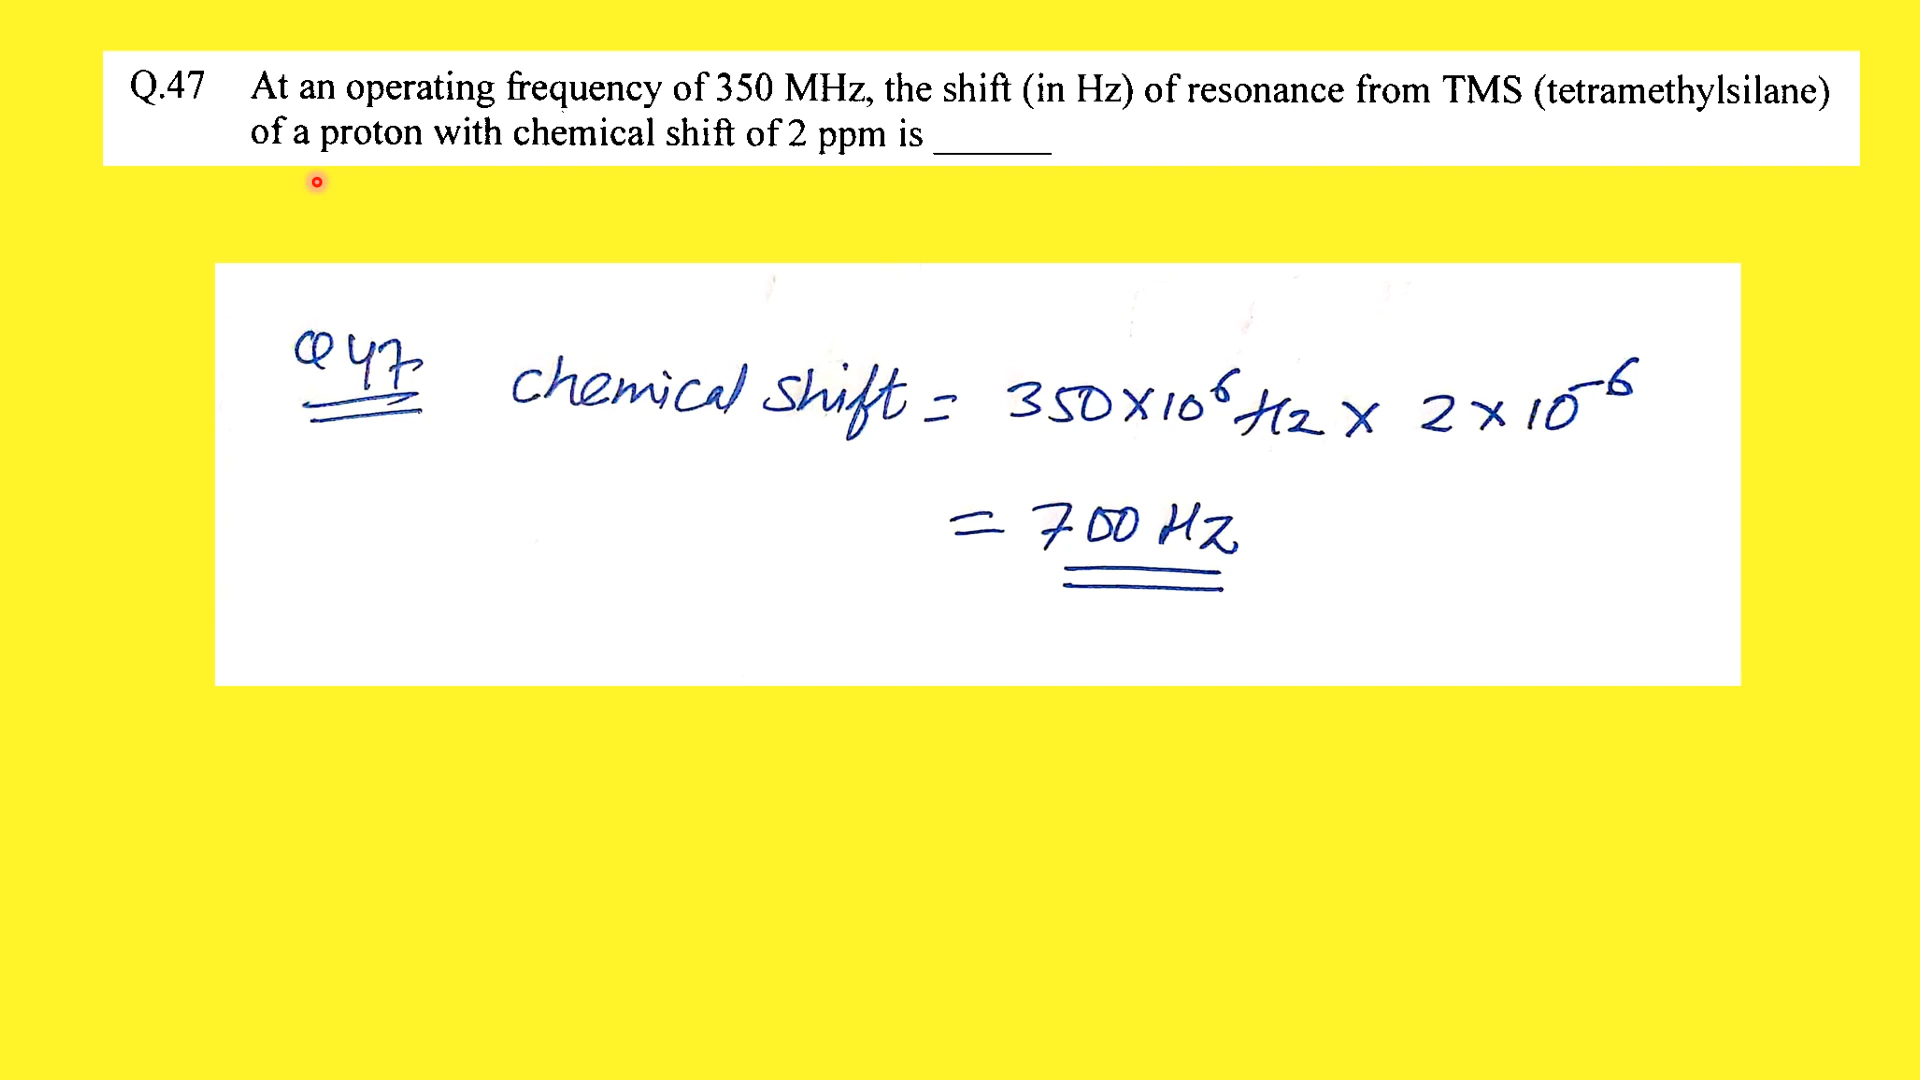 Q.47 At an operating frequency of 350 MHz, the shift (in Hz) of resonance from TMS (tetramethylsilane)
of a proton with chemical shift of 2 ppm is ______
Q47 chemical shift = 350×10⁶ Hz × 2×10⁻⁶
= 700 Hz